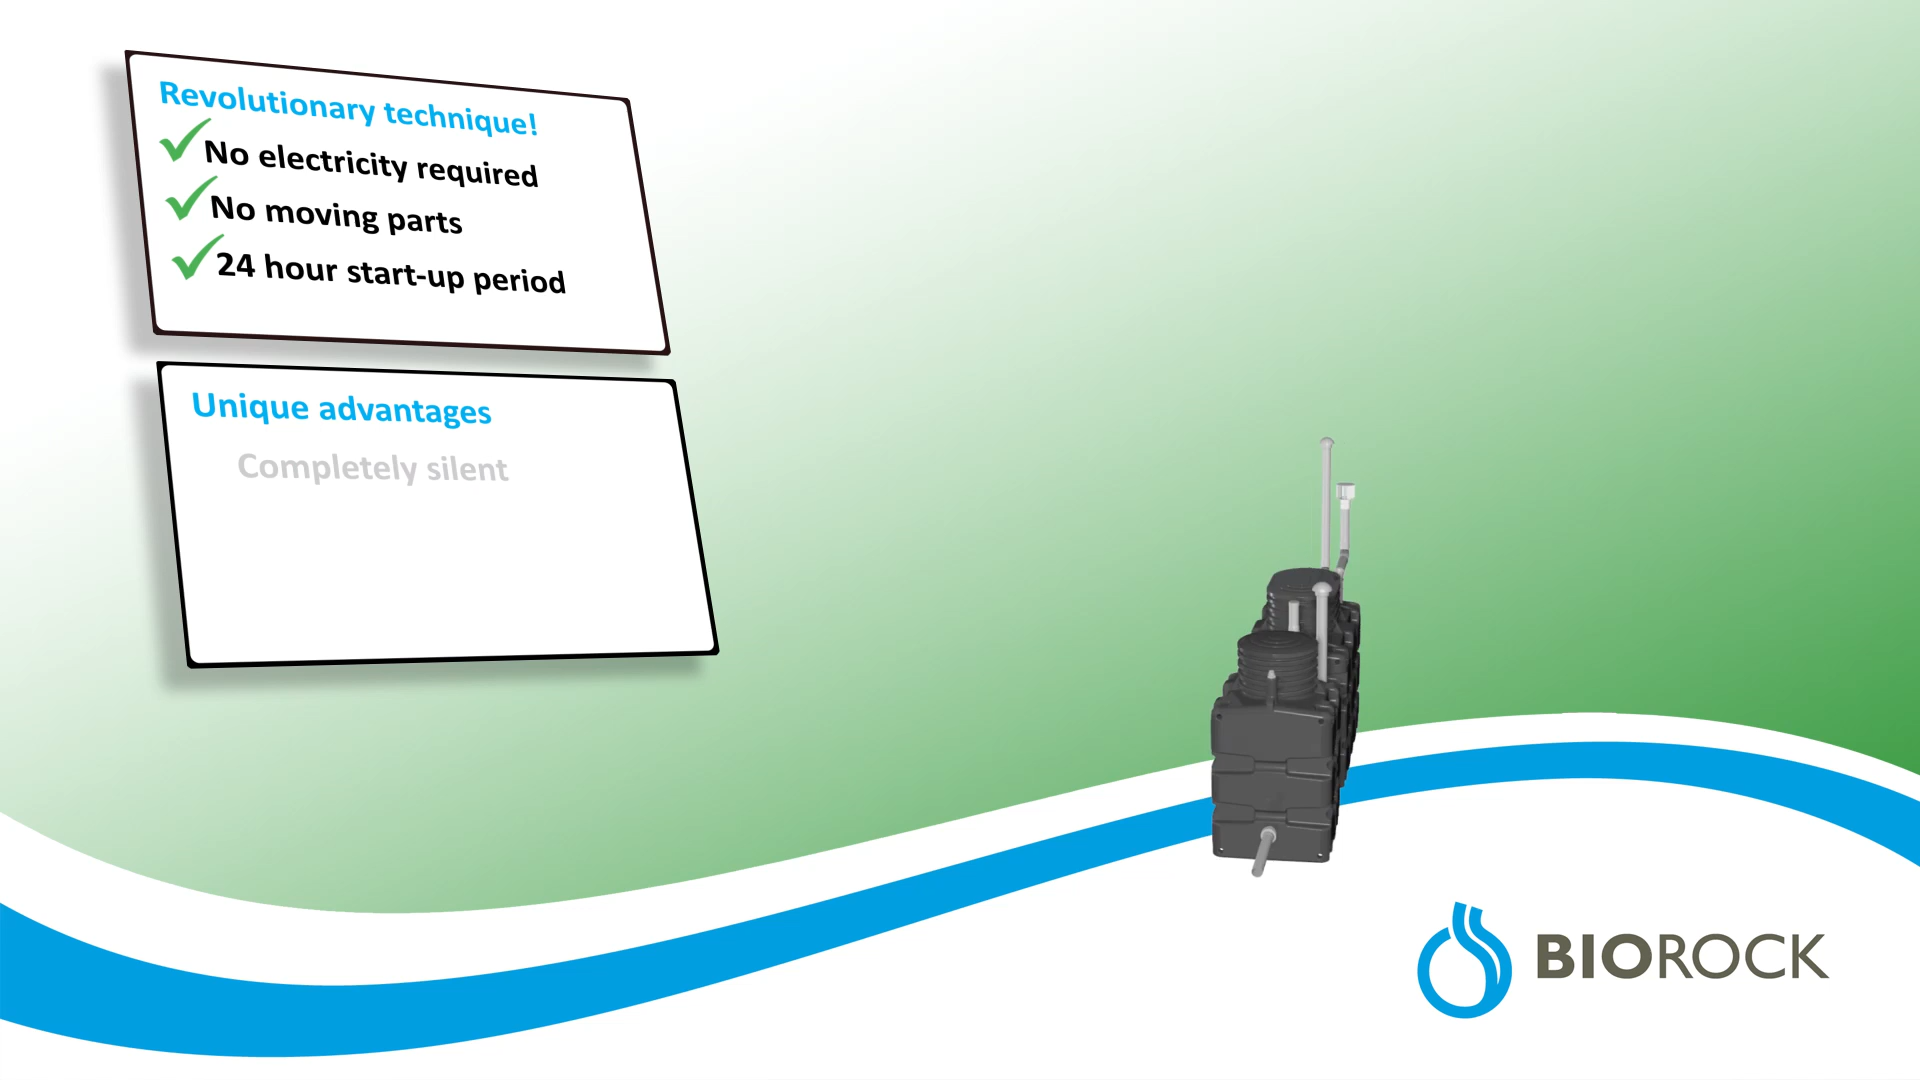 Revolutionary technique!
No electricity required
No moving parts
24 hour start-up period
Unique advantages
Completely silent
BIOROCK